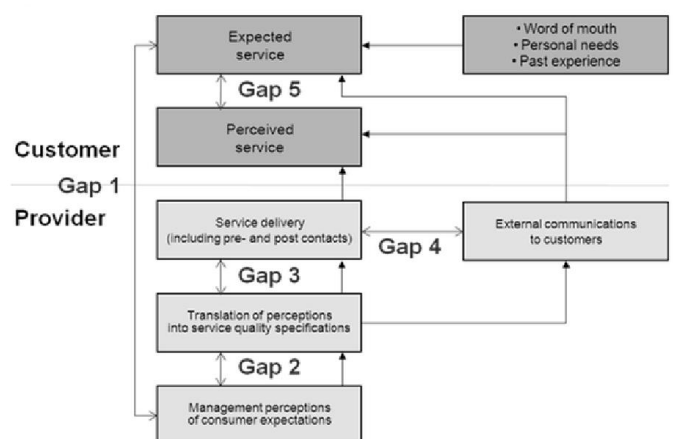 Expected
service
• Word of mouth
• Personal needs
• Past experience
Gap 5
Perceived
service
Customer
Gap 1
Provider
Service delivery
(including pre- and post contacts)
Gap 4
External communications
to customers
Gap 3
Translation of perceptions
into service quality specifications
Gap 2
Management perceptions
of consumer expectations